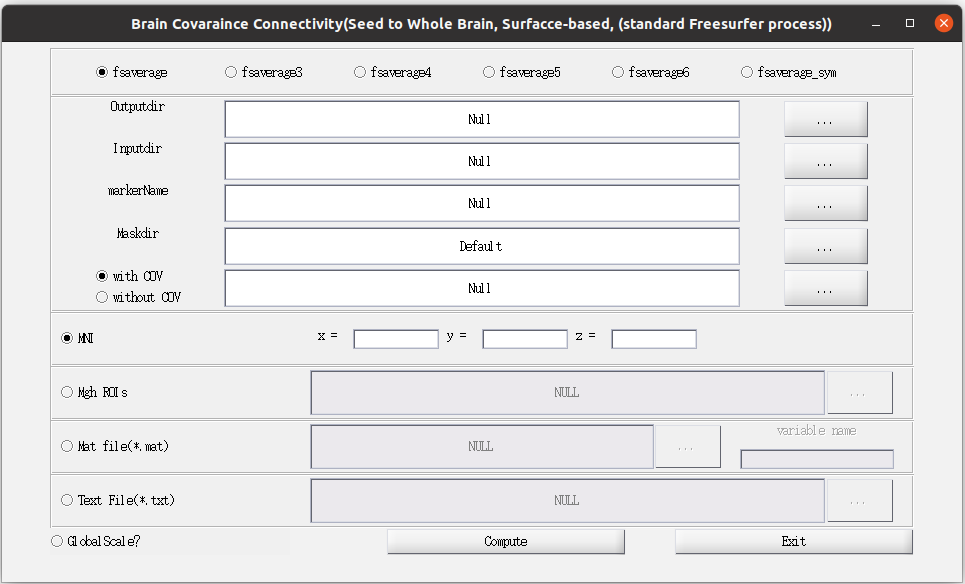 Brain Covaraince Connectivity(Seed to Whole Brain, Surfacce-based, (standard Freesurfer process))
fsaverage fsaverage3 fsaverage4 fsaverage5 fsaverage6 fsaverage_sym
Outputdir Null ...
Inputdir Null ...
markerName Null ...
Maskdir Default ...
with COV Null ...
without COV
MNI x = y = z =
Mgh ROIs NULL ...
Mat file(*.mat) NULL ... variable name
Text File(*.txt) NULL ...
GlobalScale? Compute Exit